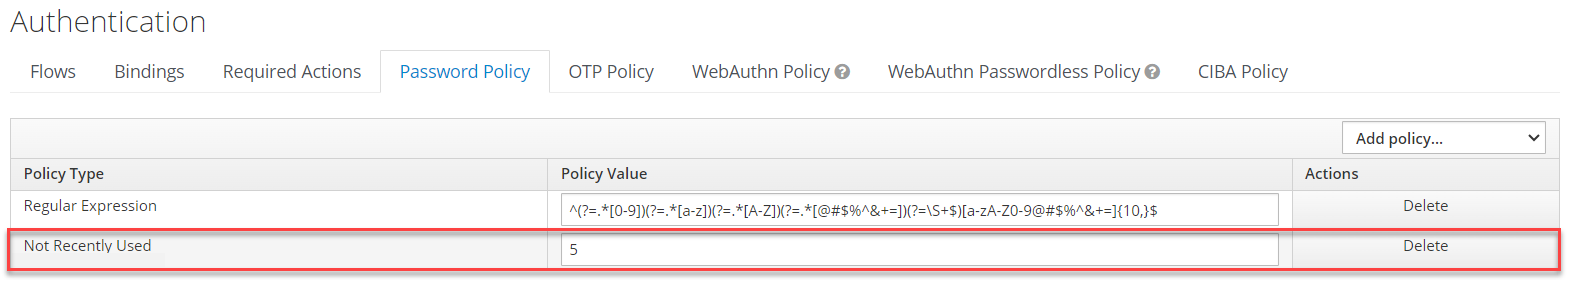 Authentication
Flows Bindings Required Actions Password Policy OTP Policy WebAuthn Policy ? WebAuthn Passwordless Policy ? CIBA Policy
Add policy...
Policy Type Policy Value Actions
Regular Expression ^(?=.*[0-9])(?=.*[a-z])(?=.*[A-Z])(?=.*[@#$%^&+=])(?=\S+$)[a-zA-Z0-9@#$%^&+=]{10,}$ Delete
Not Recently Used 5 Delete